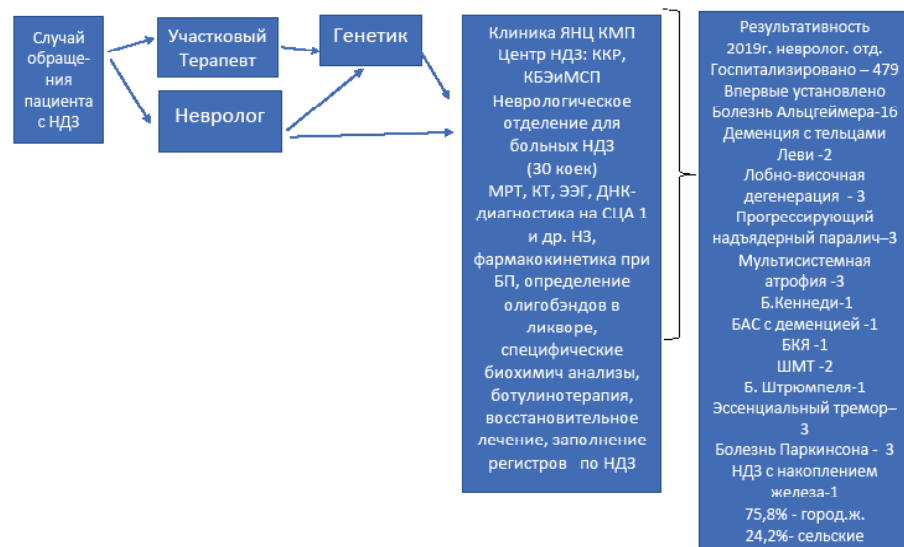 Случай
обраще-
ния
пациента
с НДЗ
Участковый
Терапевт
Невролог
Генетик
Клиника ЯНЦ КМП
Центр НДЗ: ККР,
КБЭиМСП
Неврологическое
отделение для
больных НДЗ
(30 коек)
МРТ, КТ, ЭЭГ, ДНК-
диагностика на СЦА 1
и др. НЗ,
фармакокинетика при
БП, определение
олигобэндов в
ликворе,
специфические
биохимич анализы,
ботулинотерапия,
восстановительное
лечение, заполнение
регистров по НДЗ
Результативность
2019г. невролог. отд.
Госпитализировано – 479
Впервые установлено
Болезнь Альцгеймера-16
Деменция с тельцами
Леви -2
Лобно-височная
дегенерация - 3
Прогрессирующий
надъядерный паралич–3
Мультисистемная
атрофия -3
Б.Кеннеди-1
БАС с деменцией -1
БКЯ -1
ШМТ -2
Б. Штрюмпеля-1
Эссенциальный тремор–
3
Болезнь Паркинсона - 3
НДЗ с накоплением
железа-1
75,8% - город.ж.
24,2%- сельские